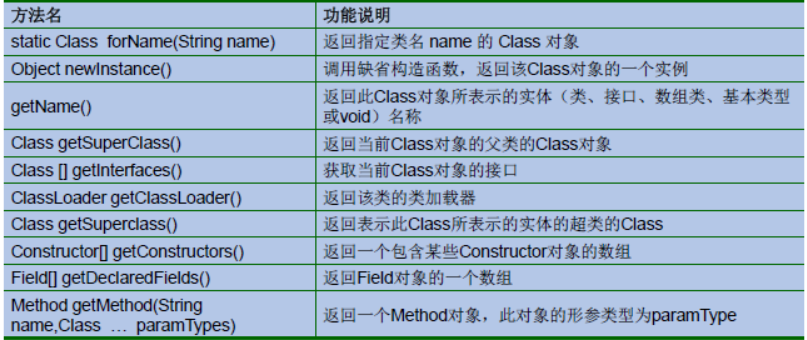 方法名 功能说明
static Class forName(String name) 返回指定类名 name 的 Class 对象
Object newInstance() 调用缺省构造函数，返回该Class对象的一个实例
getName() 返回此Class对象所表示的实体（类、接口、数组类、基本类型
或void）名称
Class getSuperClass() 返回当前Class对象的父类的Class对象
Class [] getInterfaces() 获取当前Class对象的接口
ClassLoader getClassLoader() 返回该类的类加载器
Class getSuperclass() 返回表示此Class所表示的实体的超类的Class
Constructor[] getConstructors() 返回一个包含某些Constructor对象的数组
Field[] getDeclaredFields() 返回Field对象的一个数组
Method getMethod(String
name,Class … paramTypes) 返回一个Method对象，此对象的形参类型为paramType